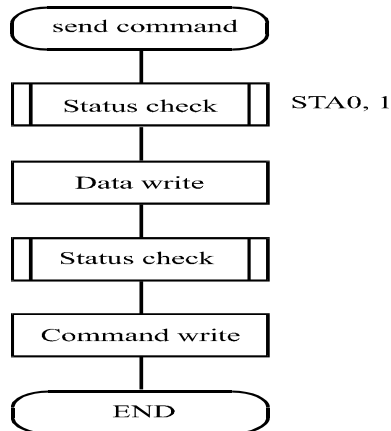 send command
Status check STA0, 1
Data write
Status check
Command write
END